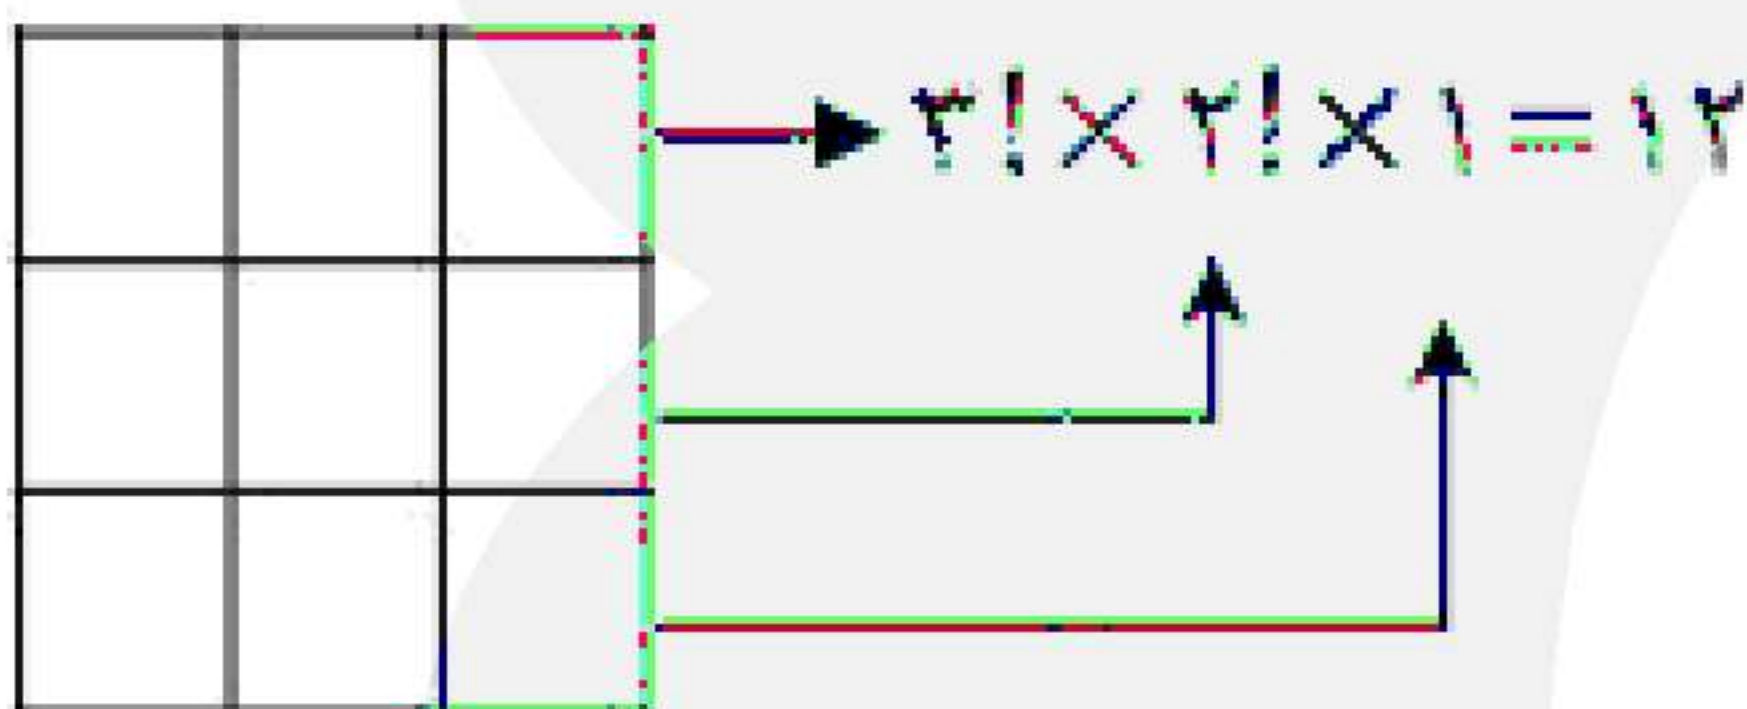 ۳! × ۲! × ۱ = ۱۲